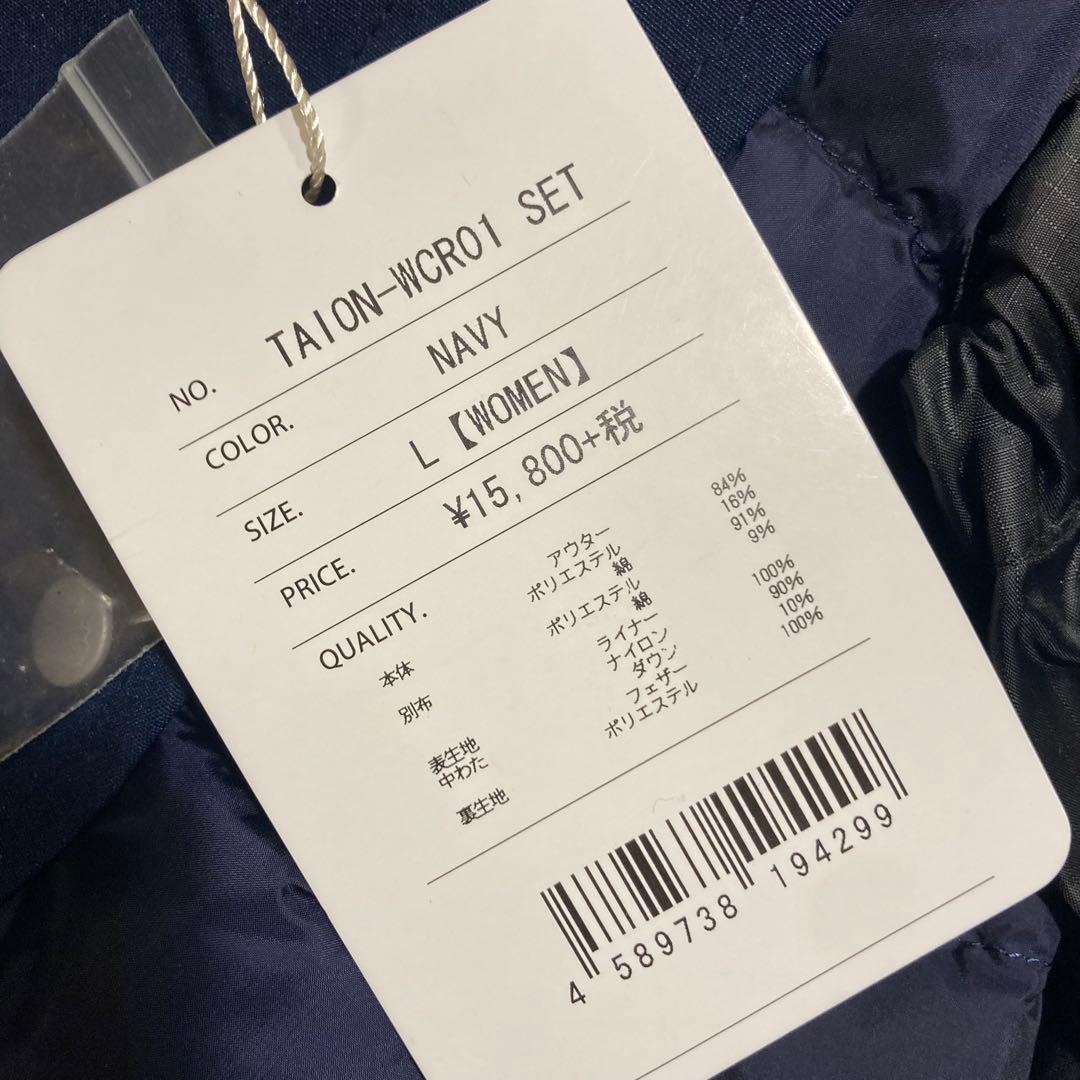 NO. TAION-WCR01 SET
COLOR. NAVY
SIZE. L【WOMEN】
PRICE. ¥15,800+税
QUALITY.
アウター
本体 ポリエステル 84%
綿 16%
別布 ポリエステル 91%
綿 9%
ライナー
表生地 ナイロン 100%
中わた ダウン 90%
フェザー 10%
裏生地 ポリエステル 100%
4 589738 194299